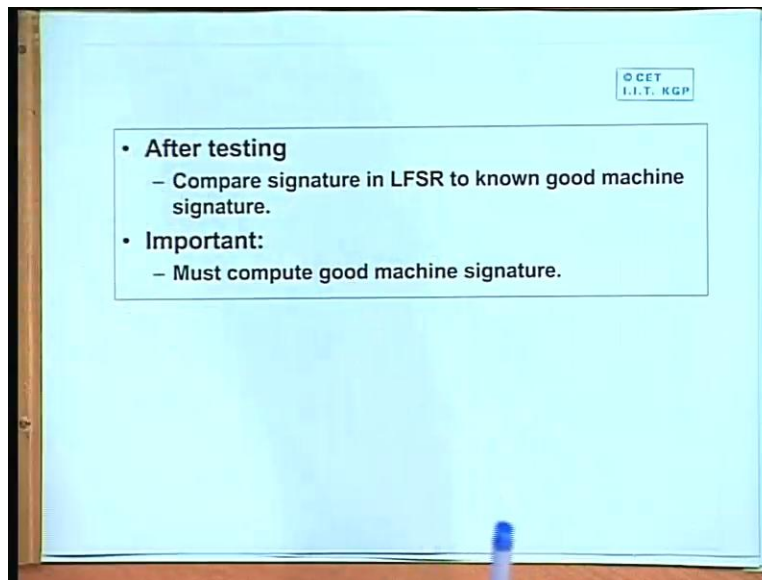 © CET
I.I.T. KGP
• After testing
– Compare signature in LFSR to known good machine
signature.
• Important:
– Must compute good machine signature.